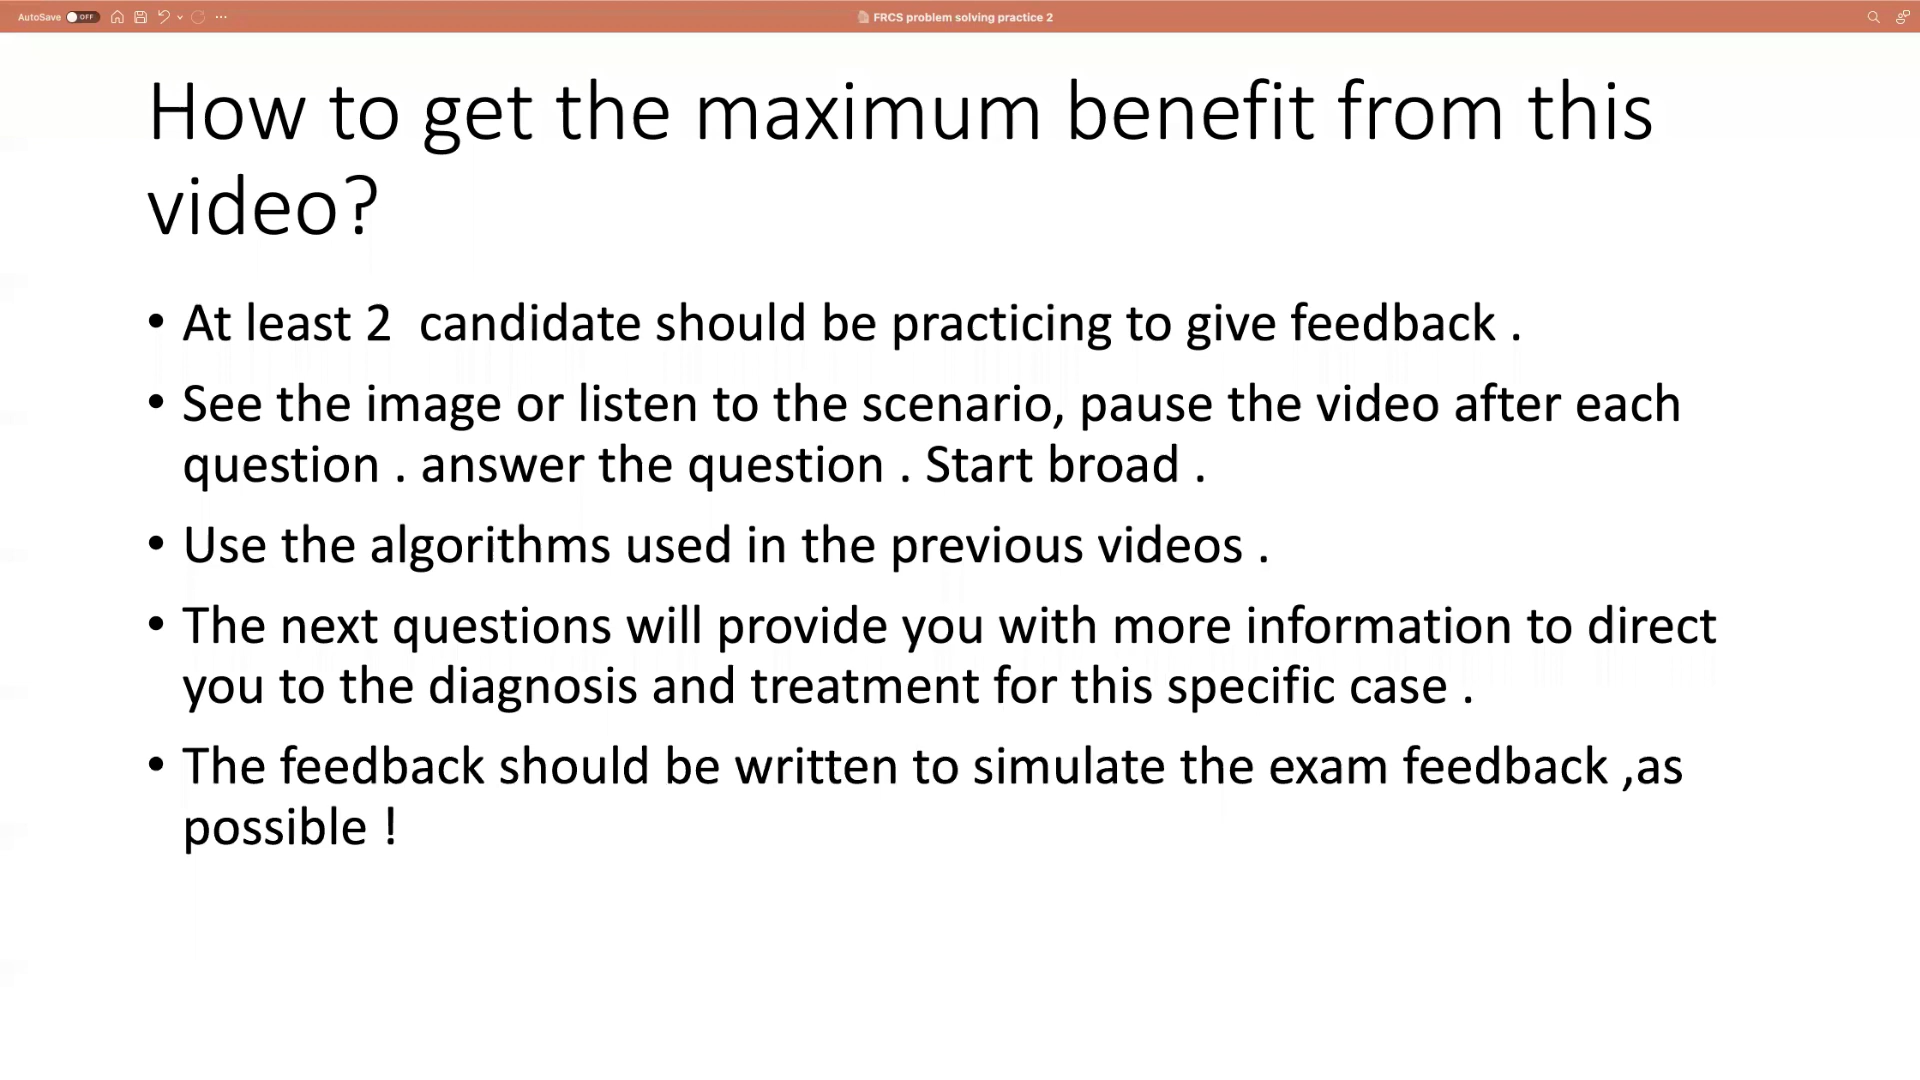 AutoSave OFF
FRCS problem solving practice 2
How to get the maximum benefit from this
video?
• At least 2  candidate should be practicing to give feedback .
• See the image or listen to the scenario, pause the video after each
question . answer the question . Start broad .
• Use the algorithms used in the previous videos .
• The next questions will provide you with more information to direct
you to the diagnosis and treatment for this specific case .
• The feedback should be written to simulate the exam feedback ,as
possible !